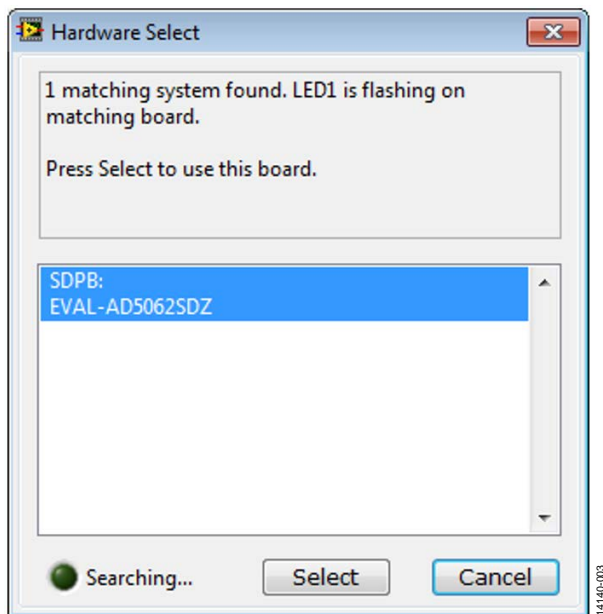 Hardware Select
1 matching system found. LED1 is flashing on
matching board.
Press Select to use this board.
SDPB:
EVAL-AD5062SDZ
Searching...
Select
Cancel
14140-003